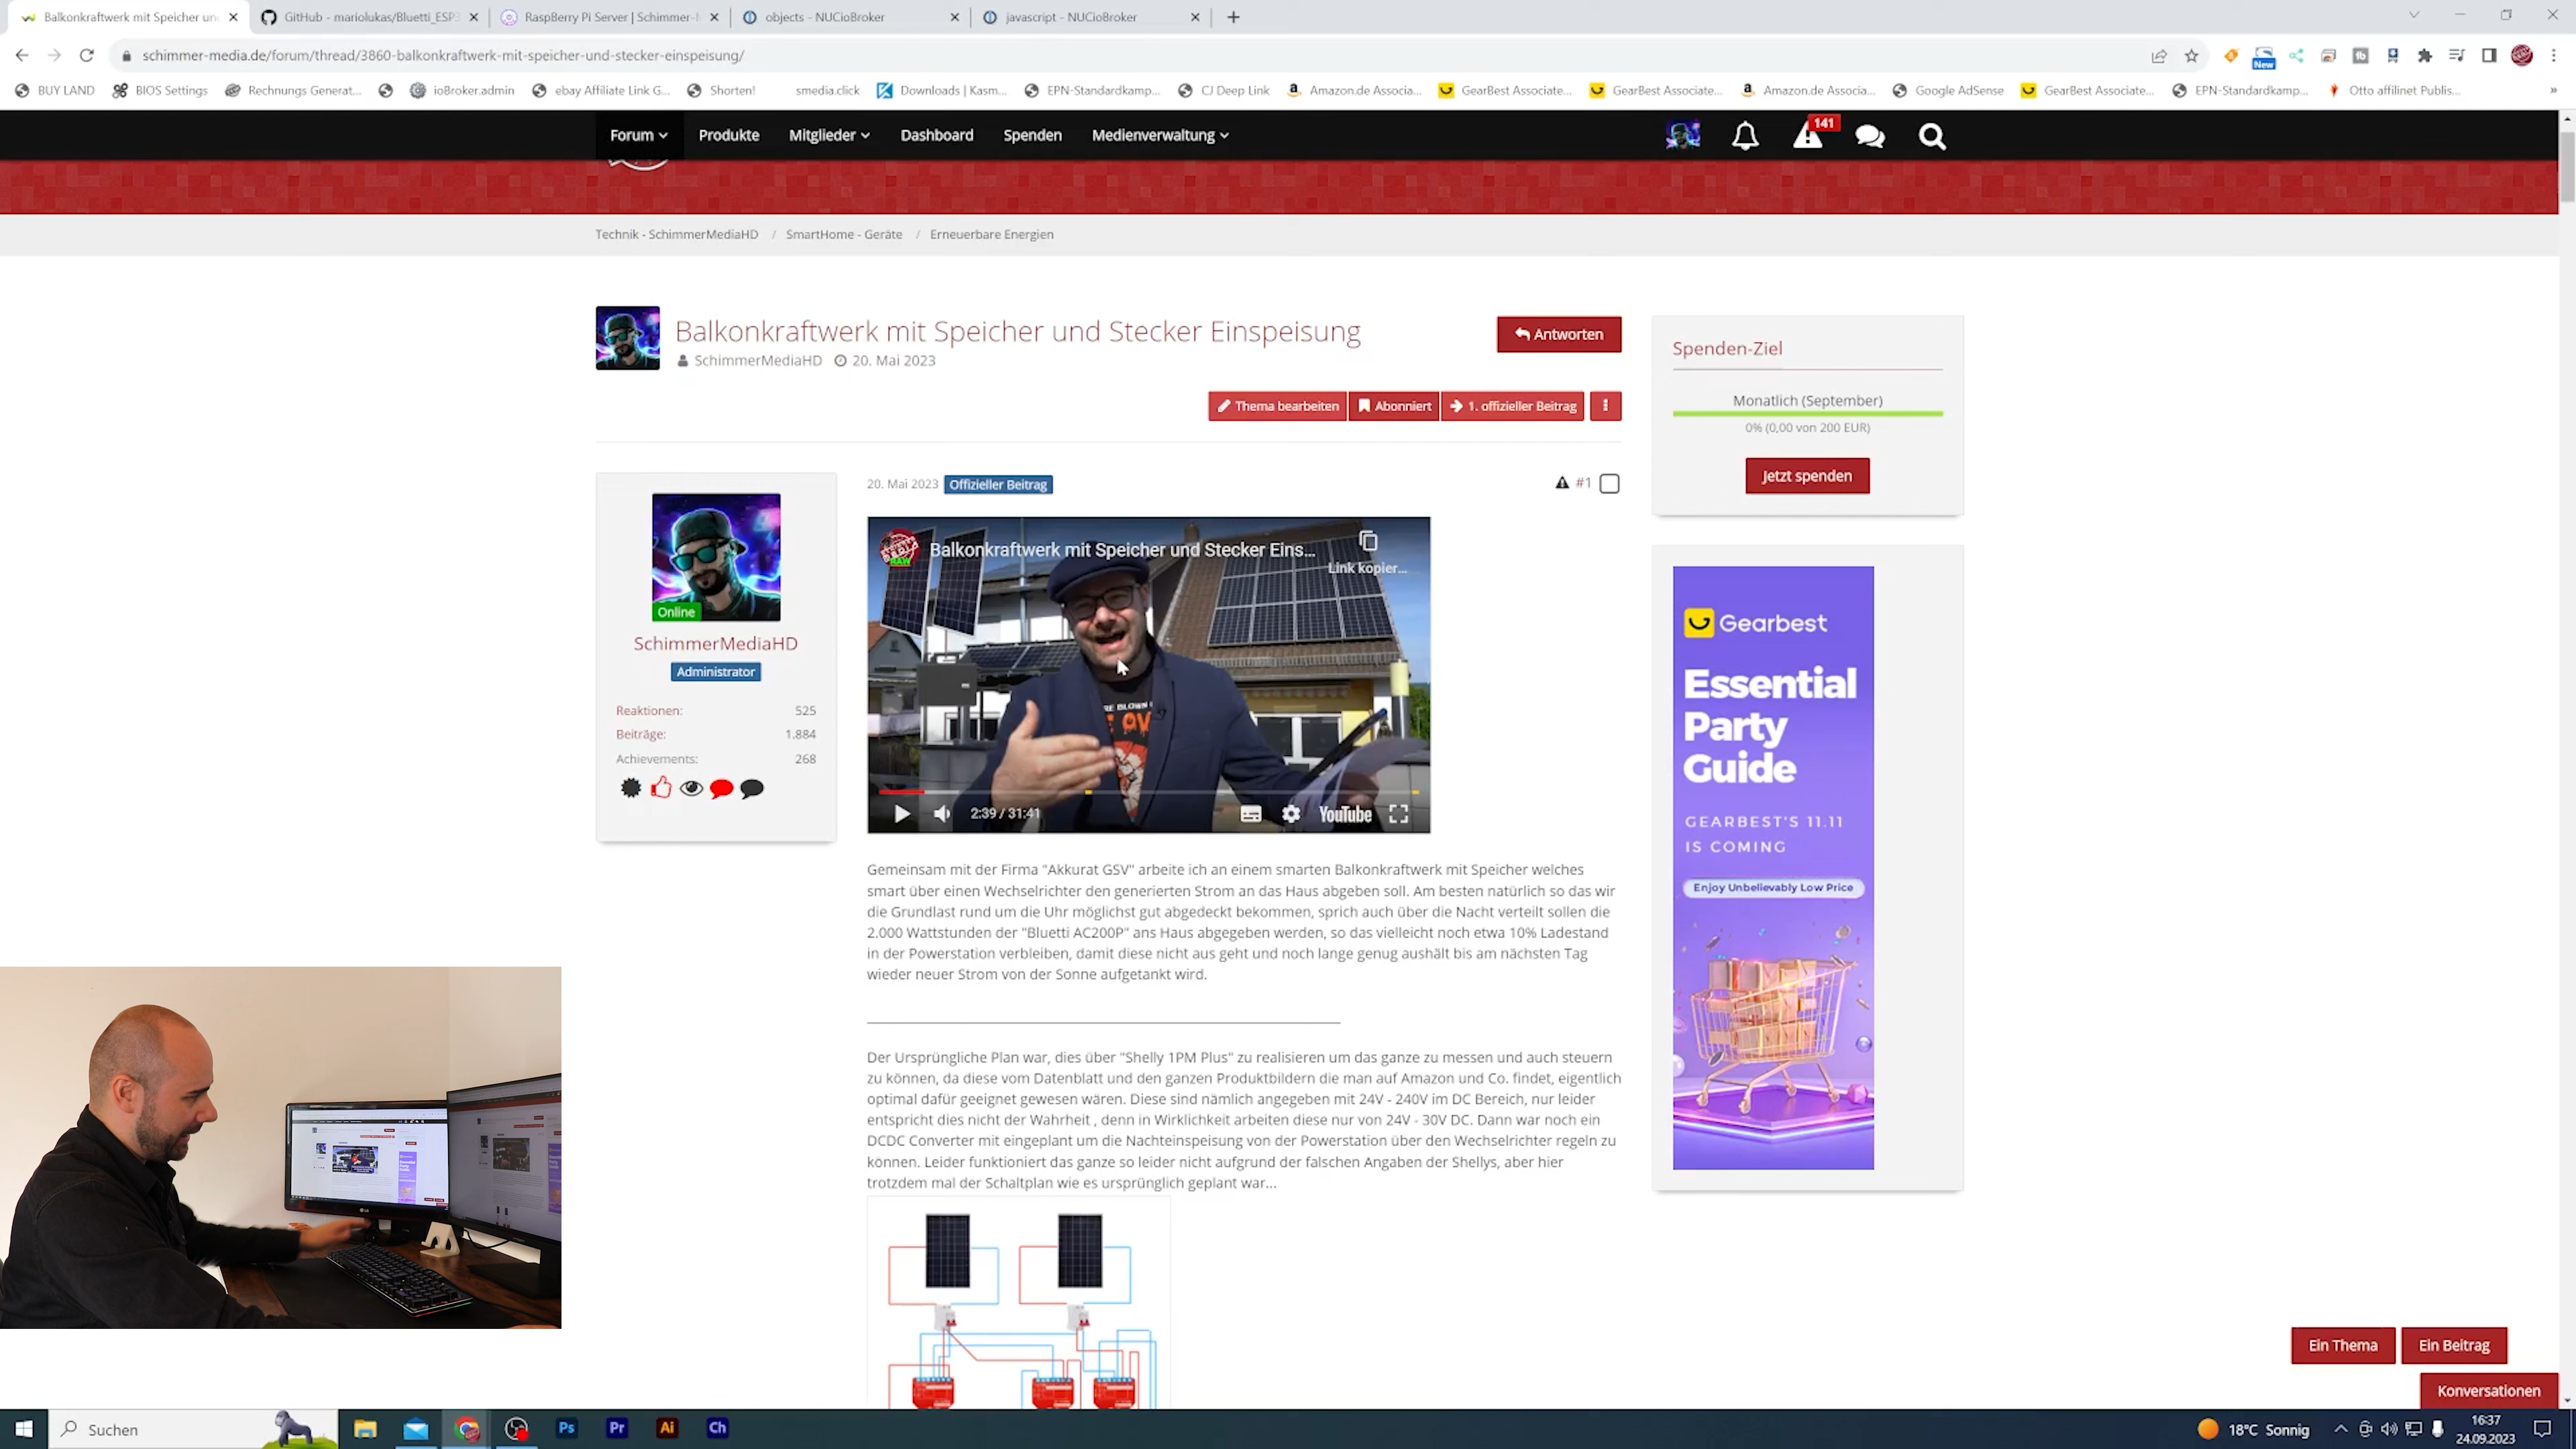 Balkonkraftwerk mit Speicher un
GitHub - mariolukas/Bluetti_ESP3
RaspBerry Pi Server | Schimmer-M
objects - NUCioBroker
javascript - NUCioBroker
schimmer-media.de/forum/thread/3860-balkonkraftwerk-mit-speicher-und-stecker-einspeisung/
New
BUY LAND
BIOS Settings
Rechnungs Generat...
ioBroker.admin
ebay Affiliate Link G...
Shorten!
smedia.click
Downloads | Kasm...
EPN-Standardkamp...
CJ Deep Link
Amazon.de Associa...
GearBest Associate...
GearBest Associate...
Amazon.de Associa...
Google AdSense
GearBest Associate...
EPN-Standardkamp...
Otto affilinet Publis...
»
Forum
Produkte
Mitglieder
Dashboard
Spenden
Medienverwaltung
141
Technik - SchimmerMediaHD / SmartHome - Geräte / Erneuerbare Energien
Balkonkraftwerk mit Speicher und Stecker Einspeisung
SchimmerMediaHD 20. Mai 2023
Antworten
Thema bearbeiten
Abonniert
1. offizieller Beitrag
Spenden-Ziel
Monatlich (September)
0% (0,00 von 200 EUR)
Jetzt spenden
Online
SchimmerMediaHD
Administrator
Reaktionen: 525
Beiträge: 1.884
Achievements: 268
20. Mai 2023 Offizieller Beitrag
#1
RAW
Balkonkraftwerk mit Speicher und Stecker Eins...
Link kopier...
RE BLOWN
OV
2:39 / 31:41
YouTube
Gemeinsam mit der Firma "Akkurat GSV" arbeite ich an einem smarten Balkonkraftwerk mit Speicher welches
smart über einen Wechselrichter den generierten Strom an das Haus abgeben soll. Am besten natürlich so das wir
die Grundlast rund um die Uhr möglichst gut abgedeckt bekommen, sprich auch über die Nacht verteilt sollen die
2.000 Wattstunden der "Bluetti AC200P" ans Haus abgegeben werden, so das vielleicht noch etwa 10% Ladestand
in der Powerstation verbleiben, damit diese nicht aus geht und noch lange genug aushält bis am nächsten Tag
wieder neuer Strom von der Sonne aufgetankt wird.
Der Ursprüngliche Plan war, dies über "Shelly 1PM Plus" zu realisieren um das ganze zu messen und auch steuern
zu können, da diese vom Datenblatt und den ganzen Produktbildern die man auf Amazon und Co. findet, eigentlich
optimal dafür geeignet gewesen wären. Diese sind nämlich angegeben mit 24V - 240V im DC Bereich, nur leider
entspricht dies nicht der Wahrheit , denn in Wirklichkeit arbeiten diese nur von 24V - 30V DC. Dann war noch ein
DCDC Converter mit eingeplant um die Nachteinspeisung von der Powerstation über den Wechselrichter regeln zu
können. Leider funktioniert das ganze so leider nicht aufgrund der falschen Angaben der Shellys, aber hier
trotzdem mal der Schaltplan wie es ursprünglich geplant war...
Gearbest
Essential
Party
Guide
GEARBEST'S 11.11
IS COMING
Enjoy Unbelievably Low Price
Ein Thema
Ein Beitrag
Konversationen
Suchen
Ps
Pr
Ai
Ch
18°C Sonnig
16:37
24.09.2023